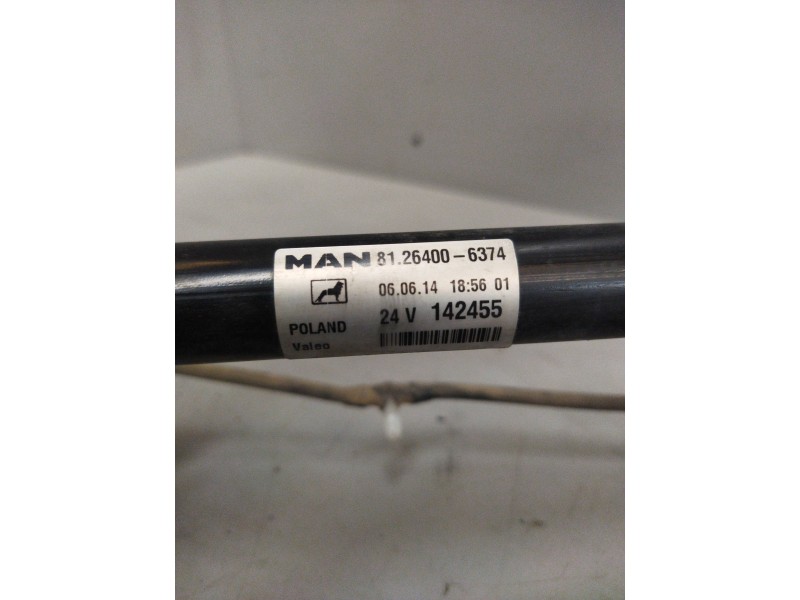 MAN 81.26400-6374
06.06.14 18:56 01
POLAND 24 V 142455
Valeo